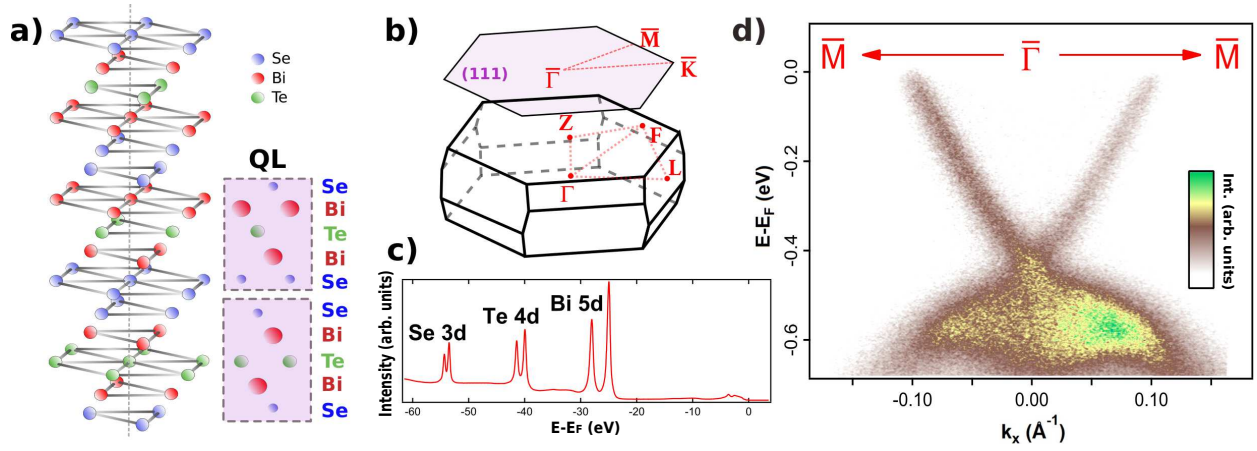 a)
Se
Bi
Te
QL
Se
Bi
Te
Bi
Se
Se
Bi
Te
Bi
Se
b)
(111)
Γ̅
M̅
K̅
Z
F
Γ
L
c)
Intensity (arb. units)
Se 3d
Te 4d
Bi 5d
-60
-50
-40
-30
-20
-10
0
E-EF (eV)
d)
M̅
Γ̅
M̅
0.0
-0.2
-0.4
-0.6
E-EF (eV)
Int. (arb. units)
-0.10
0.00
0.10
kx (Å-1)